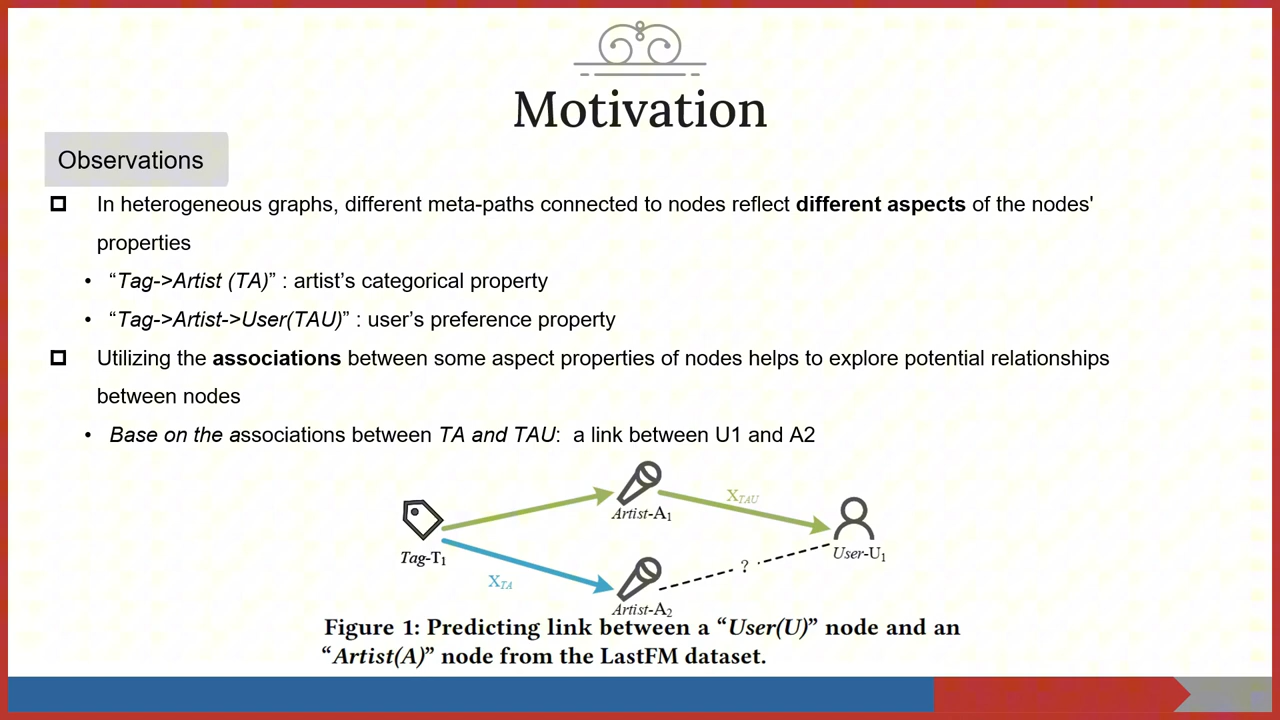 Motivation
Observations
In heterogeneous graphs, different meta-paths connected to nodes reflect different aspects of the nodes'
properties
• “Tag->Artist (TA)” : artist’s categorical property
• “Tag->Artist->User(TAU)” : user’s preference property
Utilizing the associations between some aspect properties of nodes helps to explore potential relationships
between nodes
• Base on the associations between TA and TAU: a link between U1 and A2
X_TAU
Artist-A1
Tag-T1
User-U1
?
X_TA
Artist-A2
Figure 1: Predicting link between a “User(U)” node and an
“Artist(A)” node from the LastFM dataset.